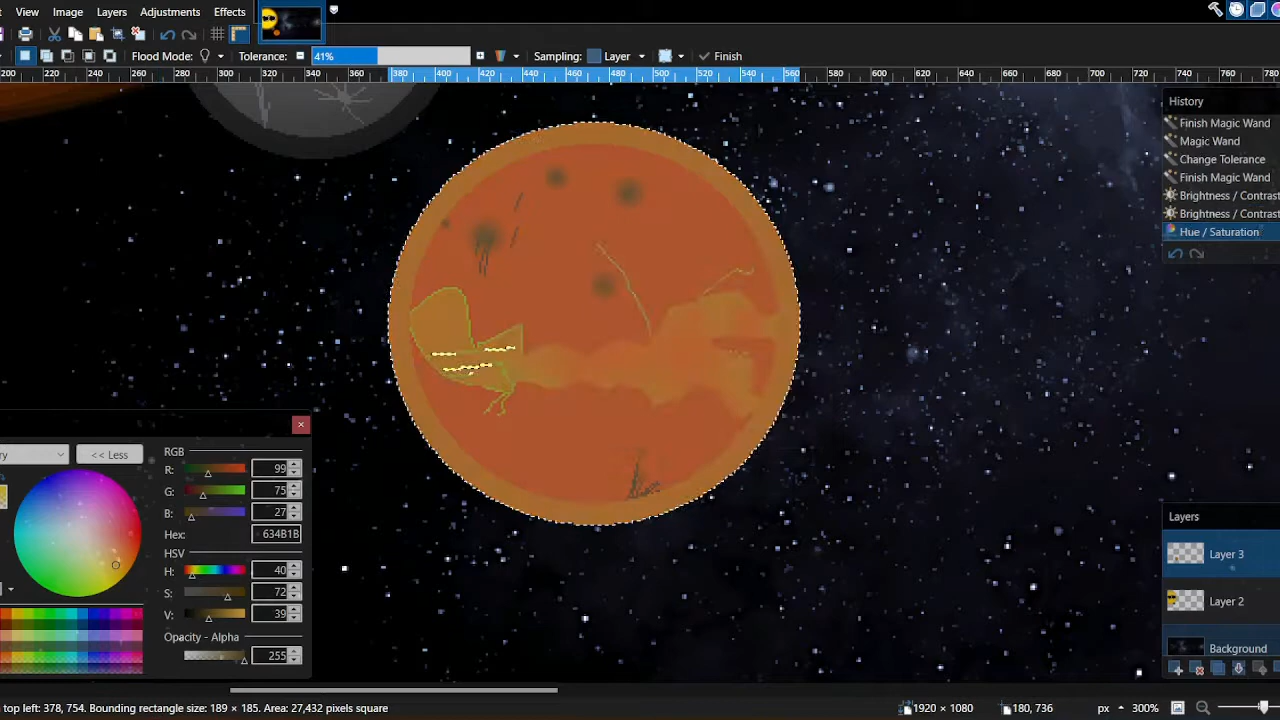 View Image Layers Adjustments Effects
Flood Mode: Tolerance: 41% Sampling: Layer Finish
200 220 240 260 280 300 320 340 360 380 400 420 440 460 480 500 520 540 560 580 600 620 640 660 680 700 720 740 760 780
History
Finish Magic Wand
Magic Wand
Change Tolerance
Finish Magic Wand
Brightness / Contrast
Brightness / Contrast
Hue / Saturation
ry << Less
RGB
R: 99
G: 75
B: 27
Hex: 634B1B
HSV
H: 40
S: 72
V: 39
Opacity - Alpha
255
Layers
Layer 3
Layer 2
Background
top left: 378, 754. Bounding rectangle size: 189 × 185. Area: 27,432 pixels square
1920 × 1080 180, 736 px 300%